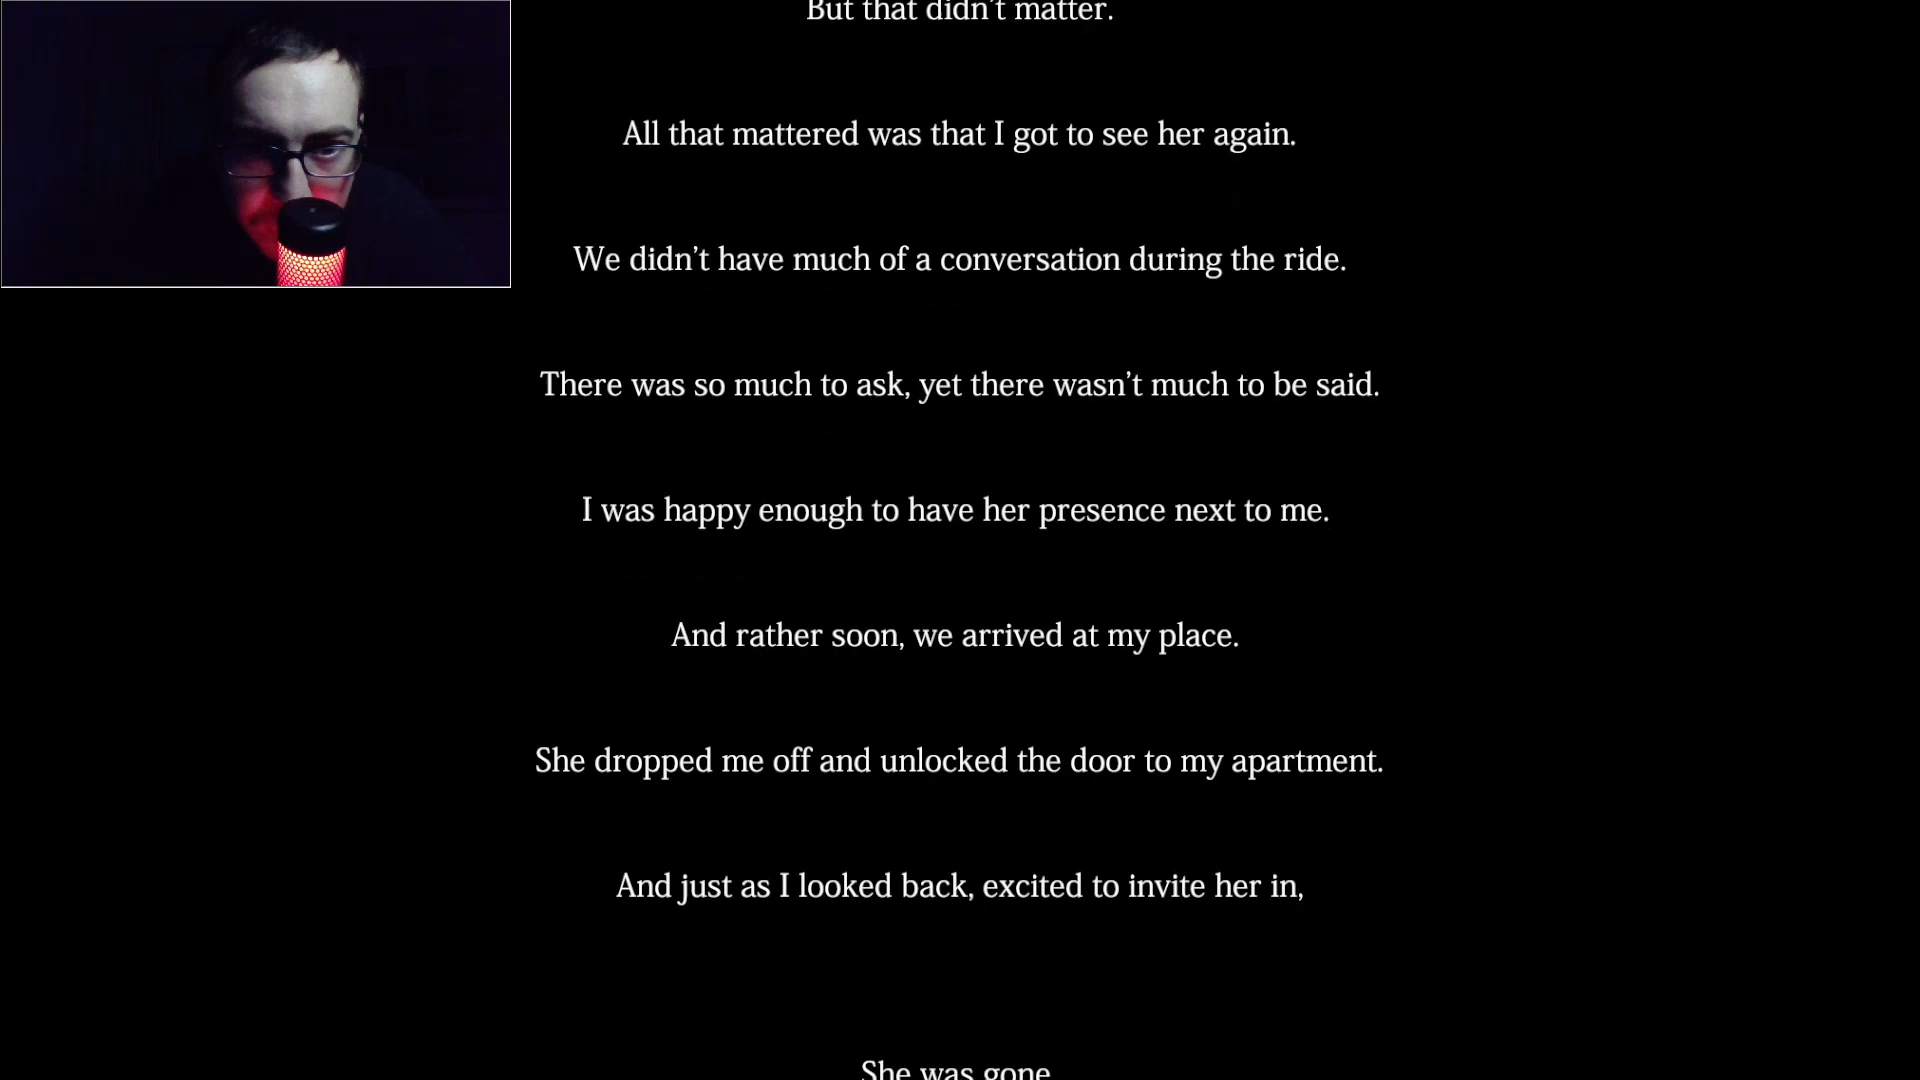 But that didn't matter.
All that mattered was that I got to see her again.
We didn't have much of a conversation during the ride.
There was so much to ask, yet there wasn't much to be said.
I was happy enough to have her presence next to me.
And rather soon, we arrived at my place.
She dropped me off and unlocked the door to my apartment.
And just as I looked back, excited to invite her in,
She was gone